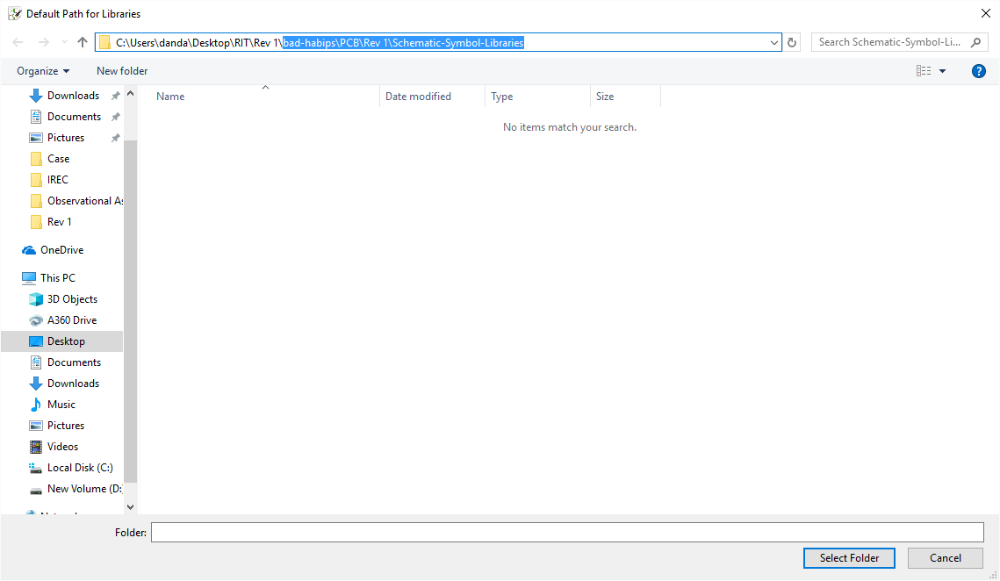 Default Path for Libraries
C:\Users\danda\Desktop\RIT\Rev 1\bad-habips\PCB\Rev 1\Schematic-Symbol-Libraries
Search Schematic-Symbol-Li...
Organize
New folder
?
Name
Date modified
Type
Size
No items match your search.
Downloads
Documents
Pictures
Case
IREC
Observational As
Rev 1
OneDrive
This PC
3D Objects
A360 Drive
Desktop
Documents
Downloads
Music
Pictures
Videos
Local Disk (C:)
New Volume (D:
Folder:
Select Folder
Cancel